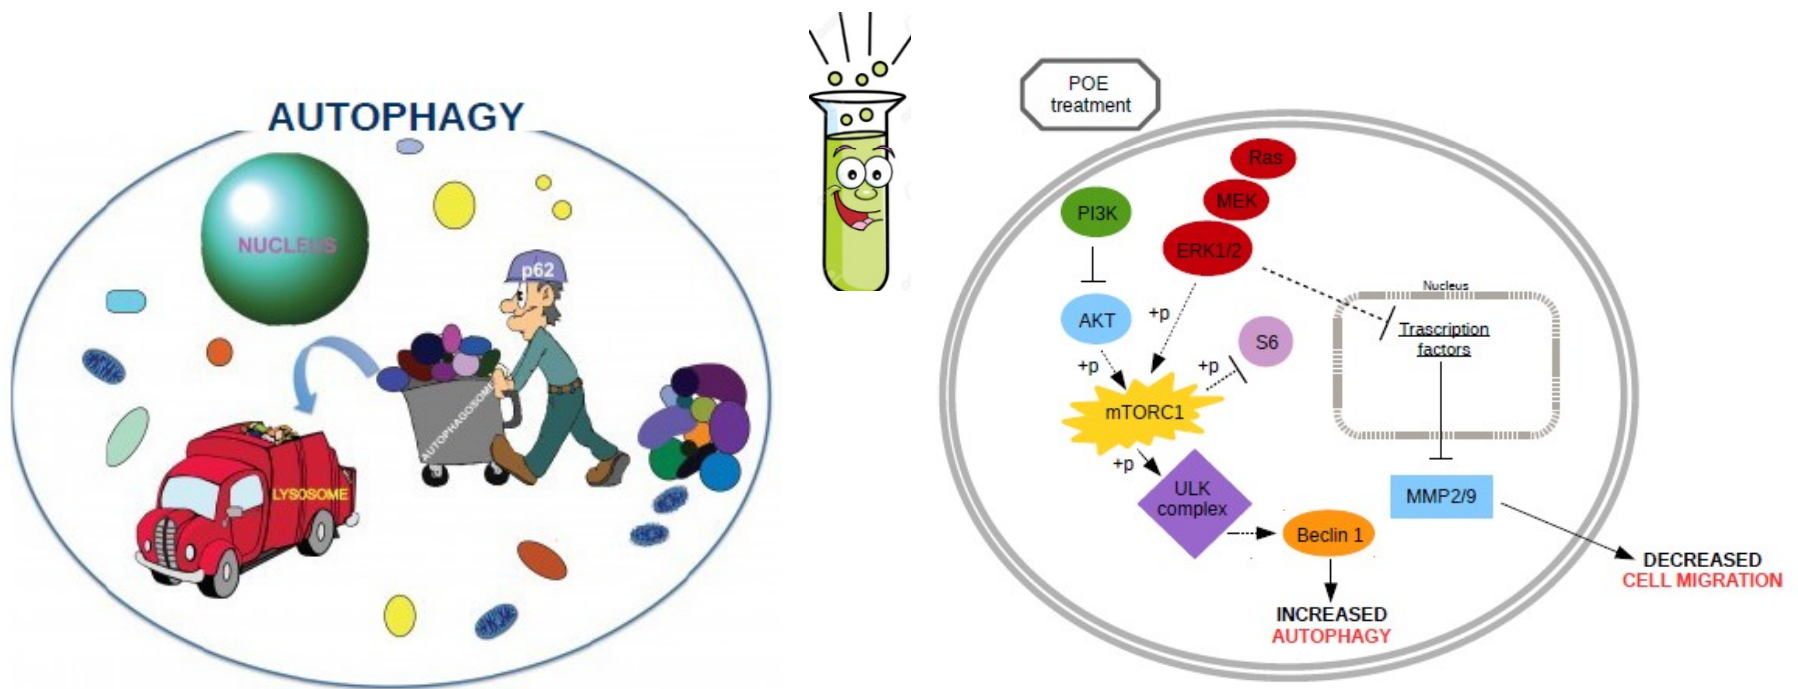 AUTOPHAGY
NUCLEUS
p62
AUTOPHAGOSOME
LYSOSOME
POE
treatment
Ras
MEK
PI3K
ERK1/2
Nucleus
AKT
+p
S6
Trascription
factors
+p
+p
mTORC1
+p
ULK
complex
MMP2/9
Beclin 1
DECREASED
CELL MIGRATION
INCREASED
AUTOPHAGY